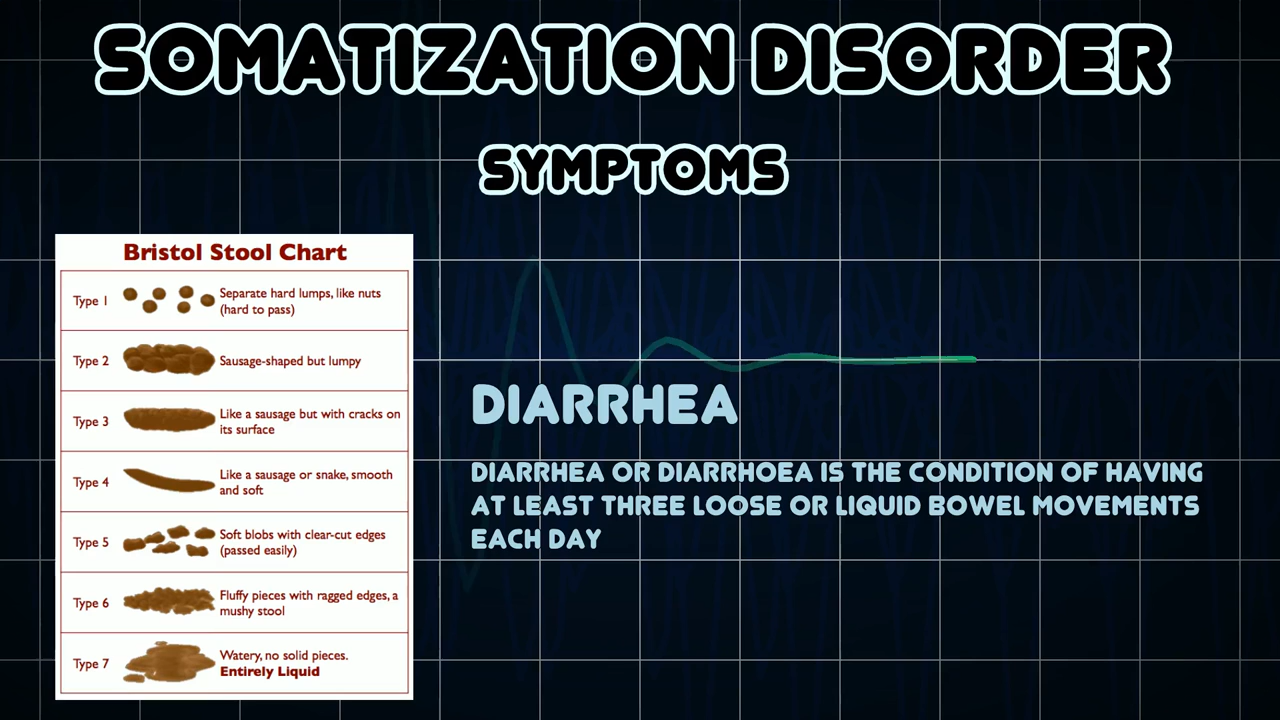 SOMATIZATION DISORDER
SYMPTOMS
Bristol Stool Chart
Type 1
Separate hard lumps, like nuts
(hard to pass)
Type 2
Sausage-shaped but lumpy
Type 3
Like a sausage but with cracks on
its surface
Type 4
Like a sausage or snake, smooth
and soft
Type 5
Soft blobs with clear-cut edges
(passed easily)
Type 6
Fluffy pieces with ragged edges, a
mushy stool
Type 7
Watery, no solid pieces.
Entirely Liquid
DIARRHEA
DIARRHEA OR DIARRHOEA IS THE CONDITION OF HAVING
AT LEAST THREE LOOSE OR LIQUID BOWEL MOVEMENTS
EACH DAY